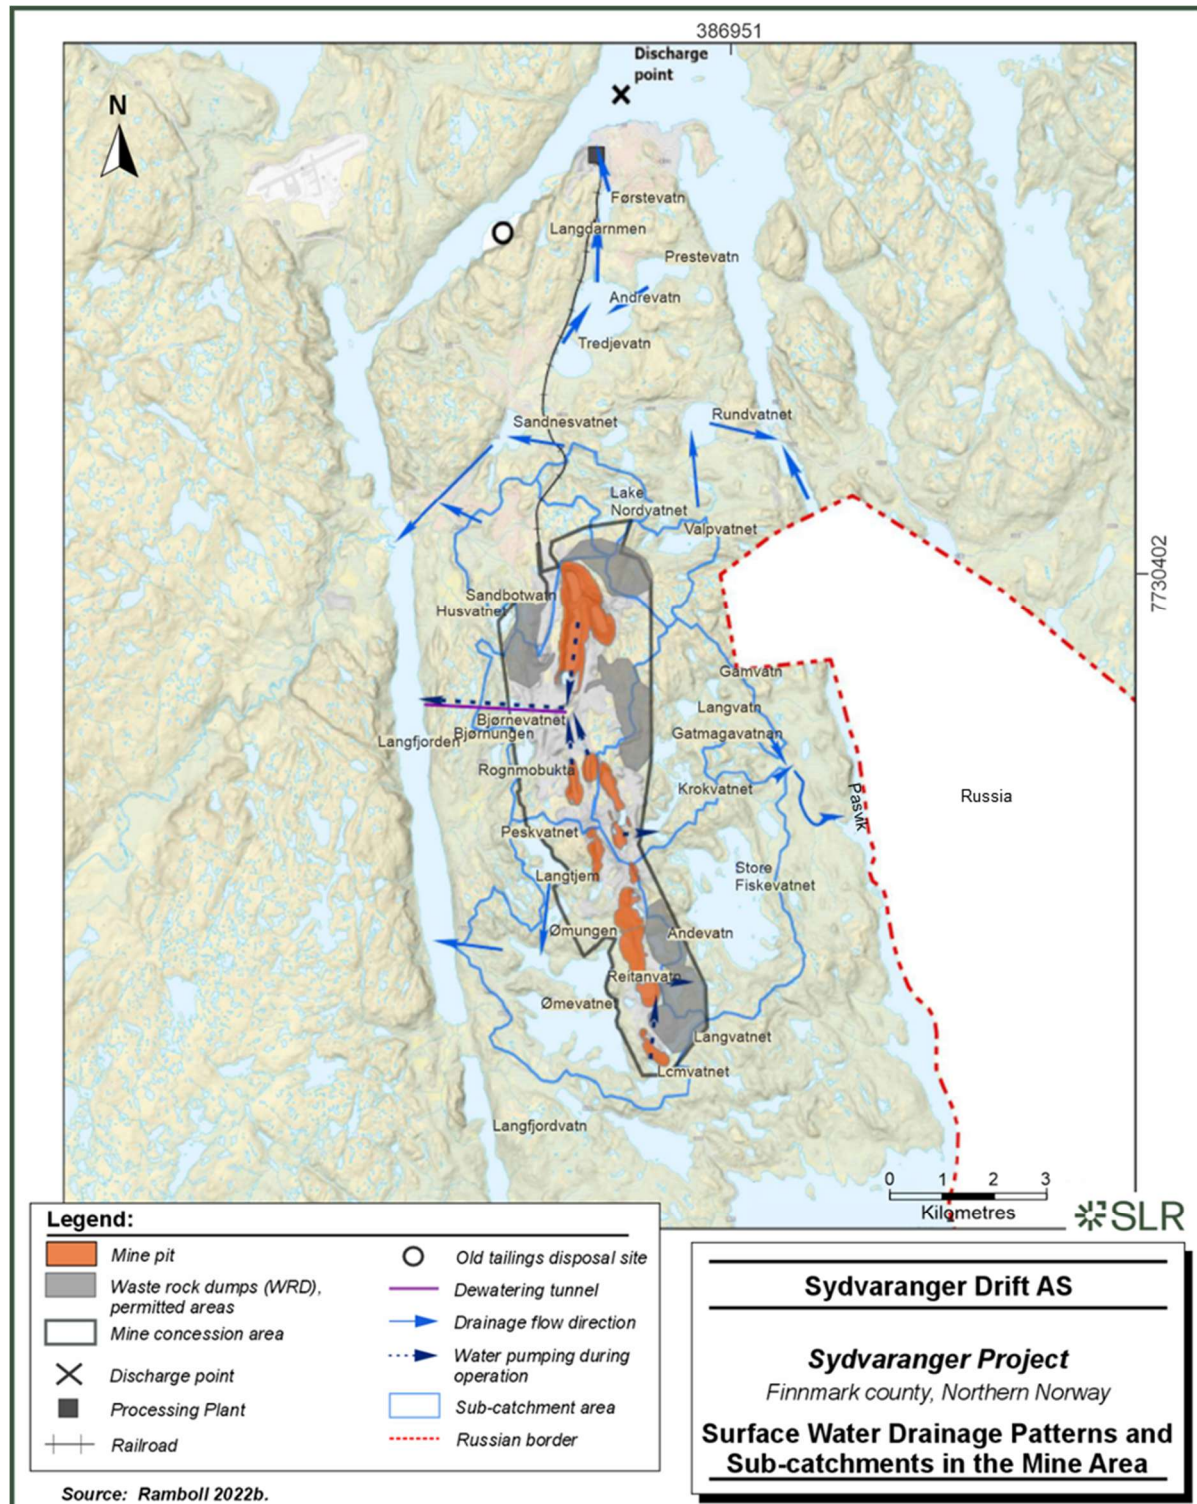 386951
Discharge
point
N
Førstevatn
Langdarnmen
Prestevatn
Andrevatn
Tredjevatn
Sandnesvatnet
Rundvatnet
Lake
Nordvatnet
Valpvatnet
7730402
Sandbotwatn
Husvatnet
Gamvatn
Langvatn
Bjørnevatnet
Bjørnungen
Langfjorden
Gatmagavatnan
Rognmobukta
Krokvatnet
Pasvik
Russia
Peskvatnet
Store
Fiskevatnet
Langtjem
Ømungen
Andevatn
Reitanvatn
Ømevatnet
Langvatnet
Lcmvatnet
Langfjordvatn
0 1 2 3
Kilometres
SLR
Legend:
Mine pit
Waste rock dumps (WRD),
permitted areas
Mine concession area
Discharge point
Processing Plant
Railroad
Old tailings disposal site
Dewatering tunnel
Drainage flow direction
Water pumping during
operation
Sub-catchment area
Russian border
Source: Ramboll 2022b.
Sydvaranger Drift AS
Sydvaranger Project
Finnmark county, Northern Norway
Surface Water Drainage Patterns and
Sub-catchments in the Mine Area